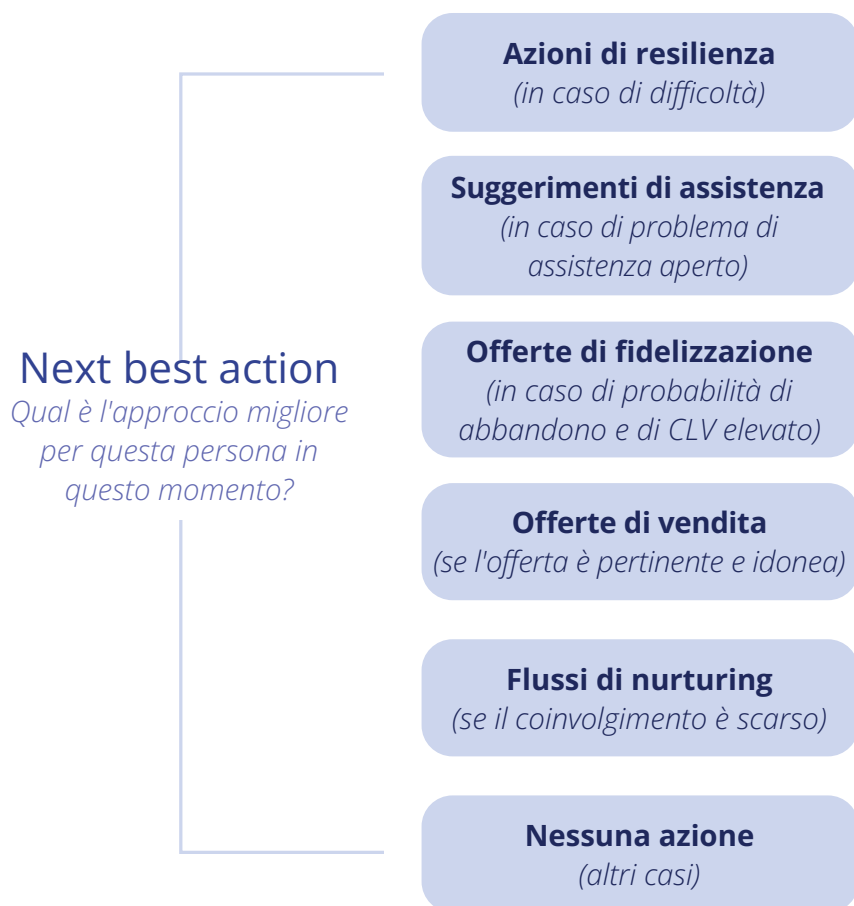 Next best action
Qual è l'approccio migliore
per questa persona in
questo momento?
Azioni di resilienza
(in caso di difficoltà)
Suggerimenti di assistenza
(in caso di problema di
assistenza aperto)
Offerte di fidelizzazione
(in caso di probabilità di
abbandono e di CLV elevato)
Offerte di vendita
(se l'offerta è pertinente e idonea)
Flussi di nurturing
(se il coinvolgimento è scarso)
Nessuna azione
(altri casi)